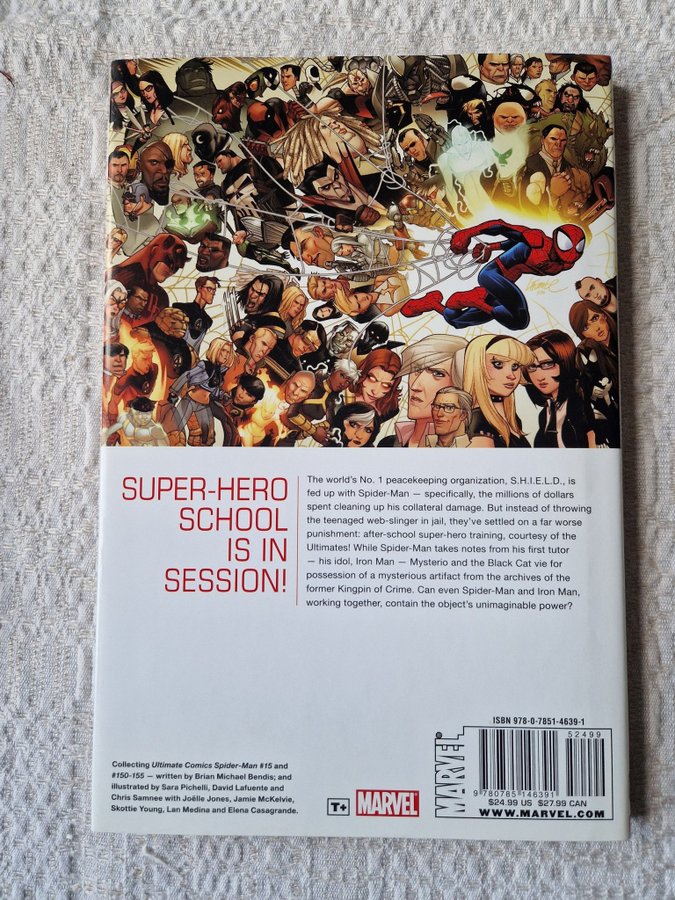 SUPER-HERO
SCHOOL
IS IN
SESSION!
The world's No. 1 peacekeeping organization, S.H.I.E.L.D., is
fed up with Spider-Man — specifically, the millions of dollars
spent cleaning up his collateral damage. But instead of throwing
the teenaged web-slinger in jail, they've settled on a far worse
punishment: after-school super-hero training, courtesy of the
Ultimates! While Spider-Man takes notes from his first tutor
— his idol, Iron Man — Mysterio and the Black Cat vie for
possession of a mysterious artifact from the archives of the
former Kingpin of Crime. Can even Spider-Man and Iron Man,
working together, contain the object's unimaginable power?
Collecting Ultimate Comics Spider-Man #15 and
#150-155 — written by Brian Michael Bendis; and
illustrated by Sara Pichelli, David Lafuente and
Chris Samnee with Joëlle Jones, Jamie McKelvie,
Skottie Young, Lan Medina and Elena Casagrande.
T+
MARVEL
MARVEL®
ISBN 978-0-7851-4639-1
52499
9 780785 146391
$24.99 US $27.99 CAN
WWW.MARVEL.COM